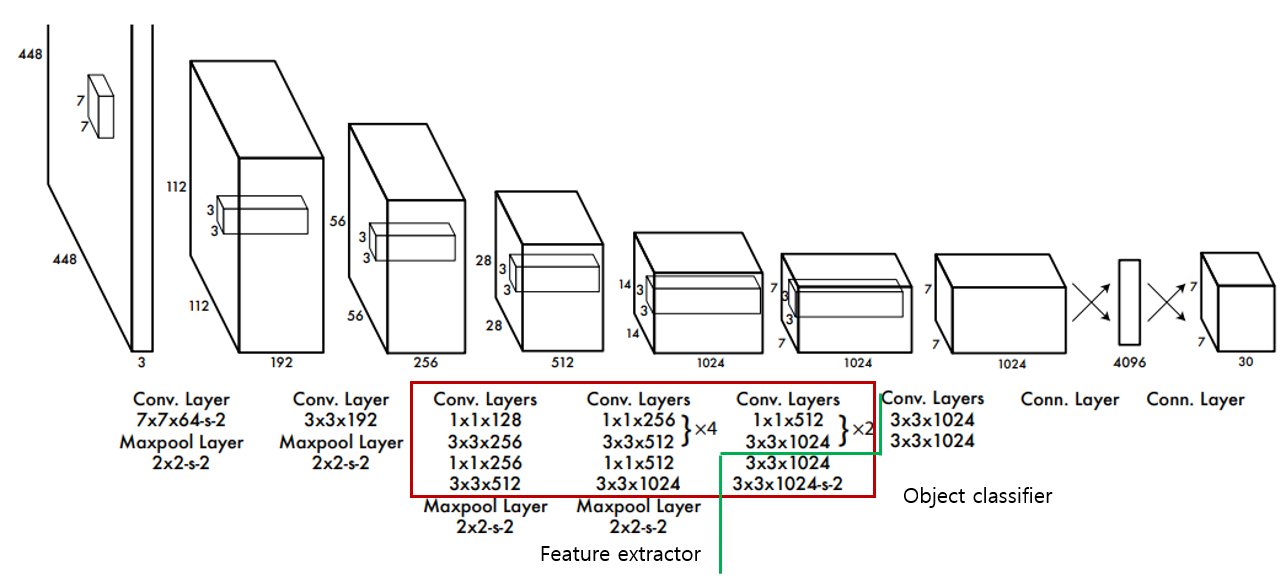 448
7
7
448
3
112
3
3
112
192
56
3
3
56
256
28
3
3
28
512
14
3
3
14
1024
7
3
3
7
1024
7
7
1024
4096
7
7
30
Conv. Layer
7x7x64-s-2
Maxpool Layer
2x2-s-2
Conv. Layer
3x3x192
Maxpool Layer
2x2-s-2
Conv. Layers
1x1x128
3x3x256
1x1x256
3x3x512
Maxpool Layer
2x2-s-2
Conv. Layers
1x1x256
3x3x512
}×4
1x1x512
3x3x1024
Maxpool Layer
2x2-s-2
Conv. Layers
1x1x512
3x3x1024
}×2
3x3x1024
3x3x1024-s-2
Conv. Layers
3x3x1024
3x3x1024
Conn. Layer
Conn. Layer
Feature extractor
Object classifier